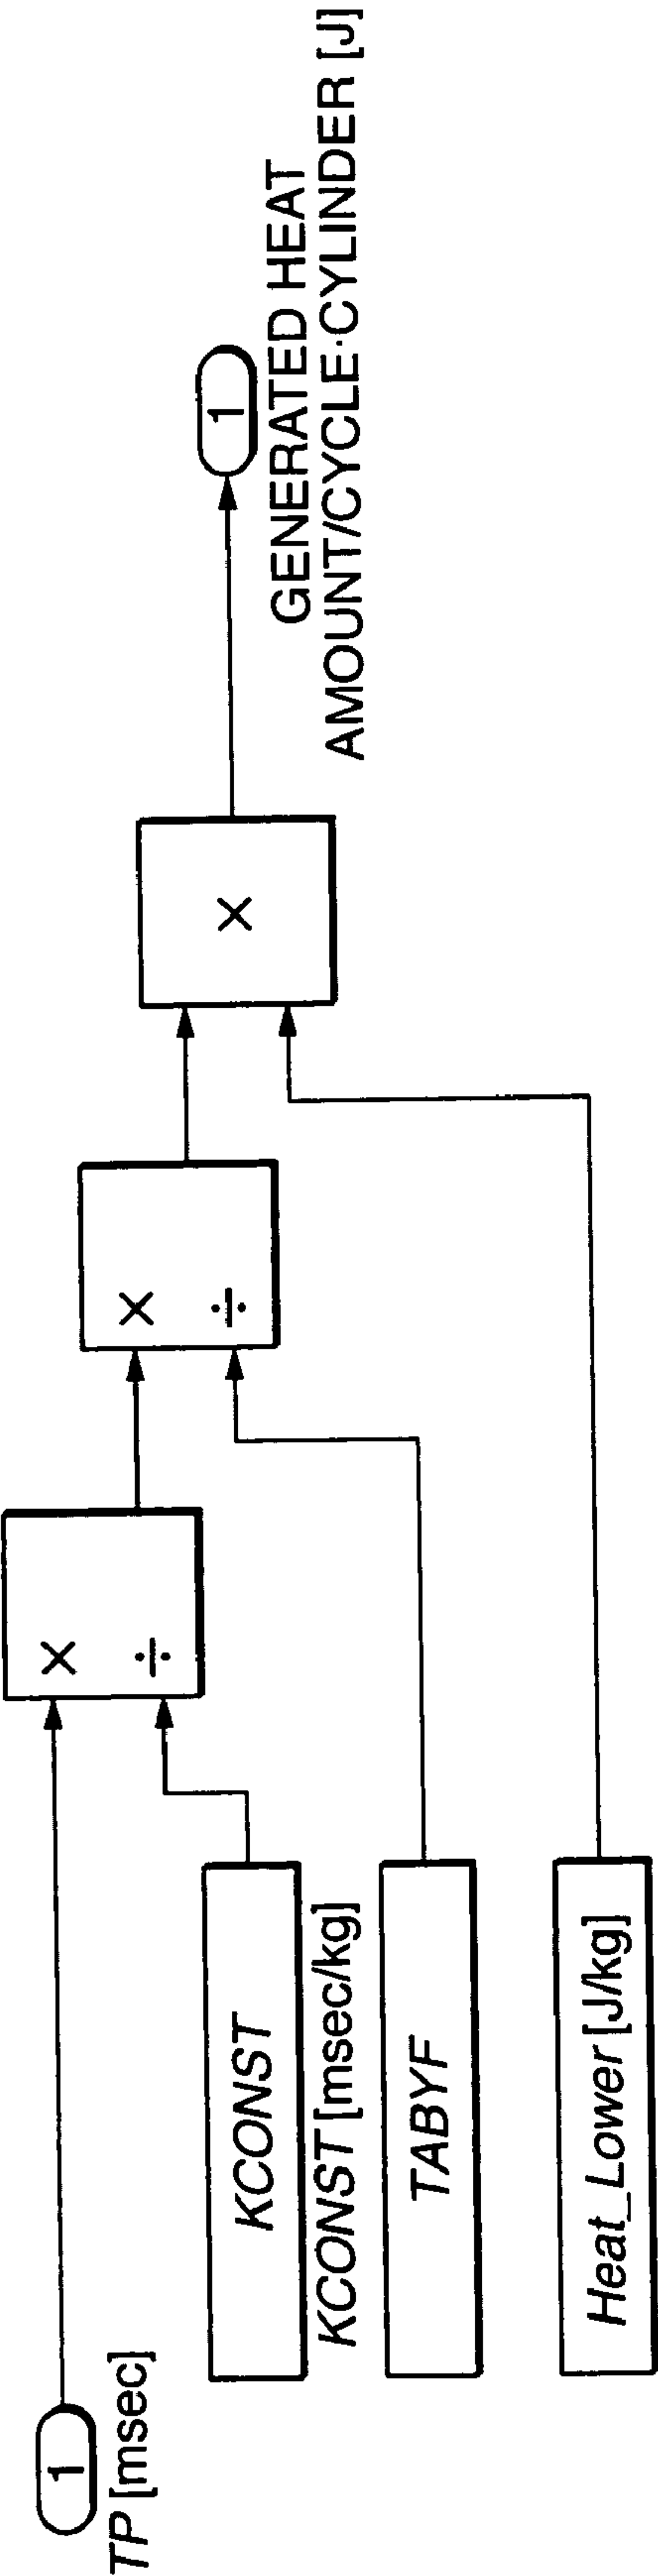 1
TP [msec]
×
÷
KCONST
KCONST [msec/kg]
×
÷
TABYF
×
Heat_Lower [J/kg]
1
GENERATED HEAT
AMOUNT/CYCLE·CYLINDER [J]